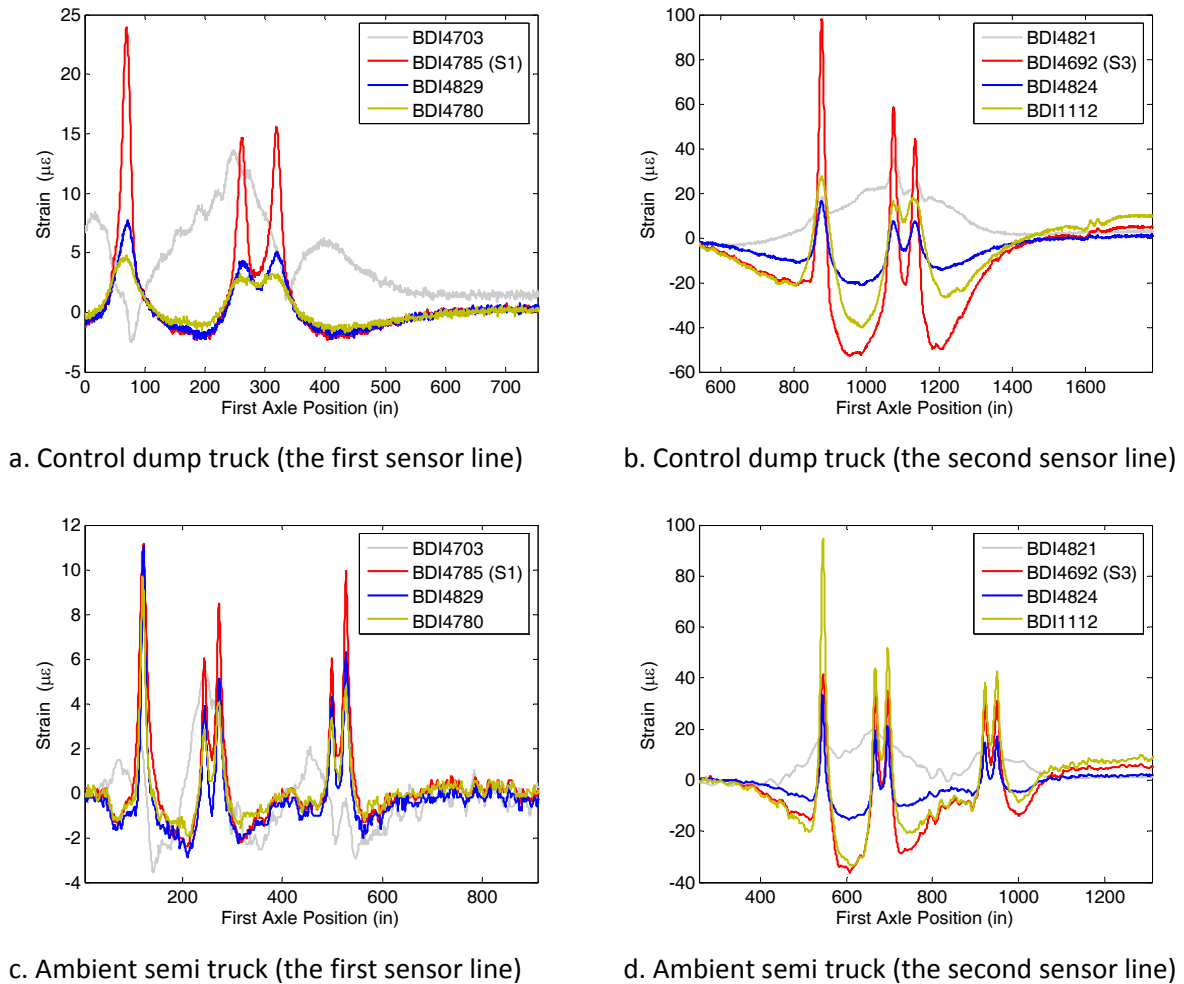 25
20
15
10
5
0
-5
Strain (με)
0 100 200 300 400 500 600 700
First Axle Position (in)
BDI4703
BDI4785 (S1)
BDI4829
BDI4780
a. Control dump truck (the first sensor line)
100
80
60
40
20
0
-20
-40
-60
Strain (με)
600 800 1000 1200 1400 1600
First Axle Position (in)
BDI4821
BDI4692 (S3)
BDI4824
BDI1112
b. Control dump truck (the second sensor line)
12
10
8
6
4
2
0
-2
-4
Strain (με)
200 400 600 800
First Axle Position (in)
BDI4703
BDI4785 (S1)
BDI4829
BDI4780
c. Ambient semi truck (the first sensor line)
100
80
60
40
20
0
-20
-40
Strain (με)
400 600 800 1000 1200
First Axle Position (in)
BDI4821
BDI4692 (S3)
BDI4824
BDI1112
d. Ambient semi truck (the second sensor line)